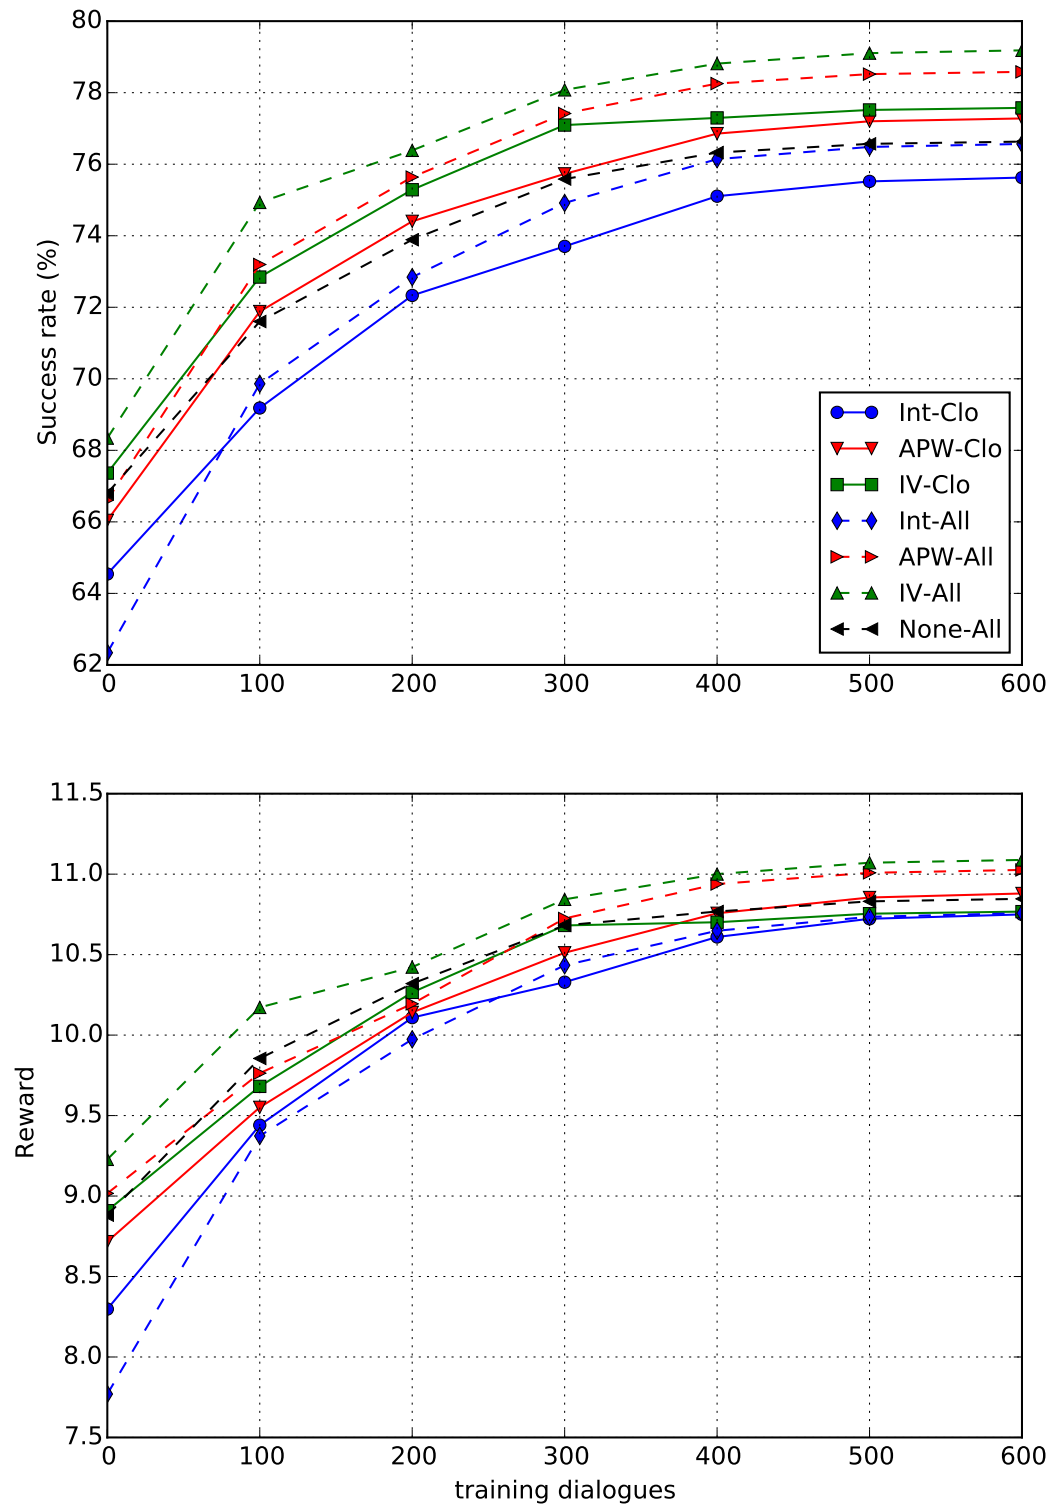 80
78
76
74
72
70
68
66
64
62
Success rate (%)
Int-Clo
APW-Clo
IV-Clo
Int-All
APW-All
IV-All
None-All
0 100 200 300 400 500 600
11.5
11.0
10.5
10.0
9.5
9.0
8.5
8.0
7.5
Reward
0 100 200 300 400 500 600
training dialogues